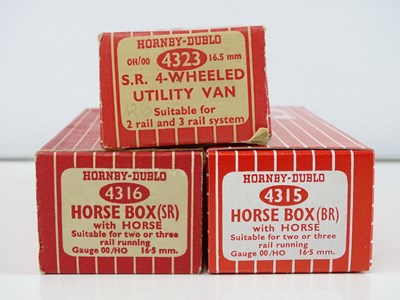 HORNBY-DUBLO
OH/00 4323 16.5 mm
S.R. 4-WHEELED
UTILITY VAN
Suitable for
2 rail and 3 rail system
HORNBY-DUBLO
4316
HORSE BOX (SR)
with HORSE
Suitable for two or three
rail running
Gauge 00/HO 16·5 mm.
HORNBY-DUBLO
4315
HORSE BOX (BR)
with HORSE
Suitable for two or three
rail running
Gauge 00/HO 16·5 mm.